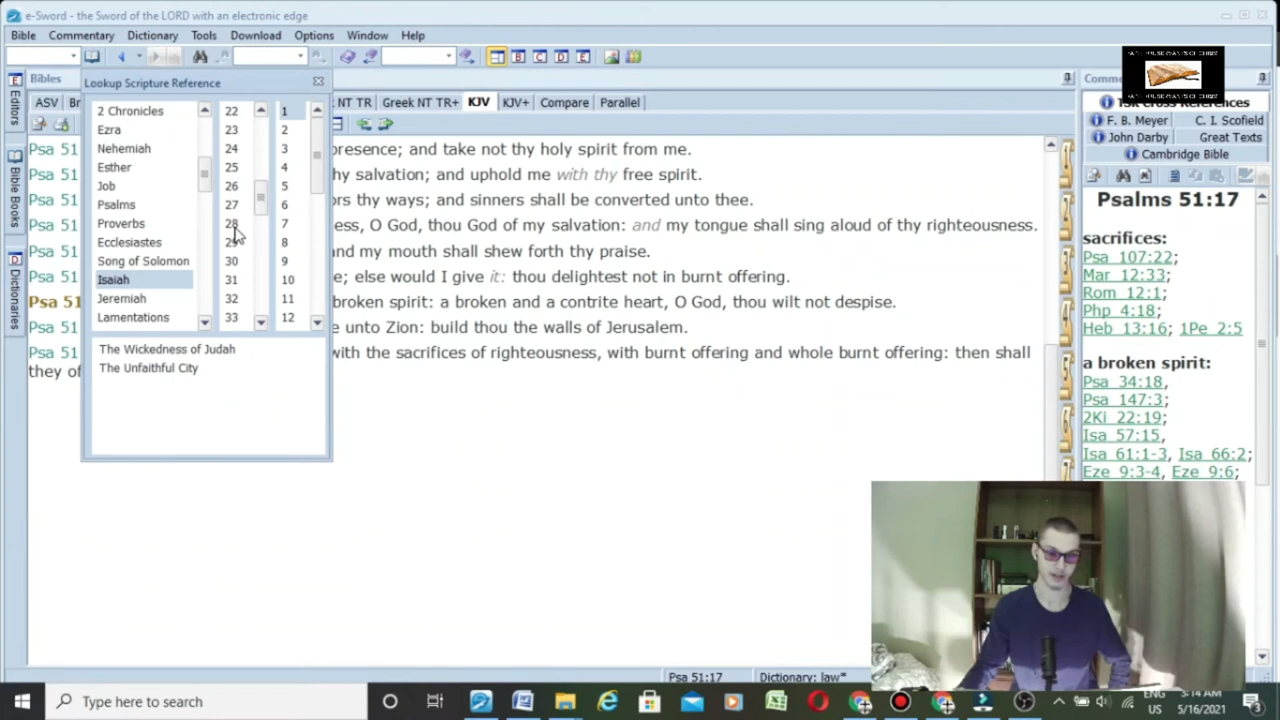 e-Sword - the Sword of the LORD with an electronic edge
Bible Commentary Dictionary Tools Download Options Window Help
Bibles
Lookup Scripture Reference
ASV NT TR Greek NT TR+ KJV KJV+ Compare Parallel
Editors
Bible Books
Dictionaries
2 Chronicles 22 1
Ezra 23 2
Nehemiah 24 3
Esther 25 4
Job 26 5
Psalms 27 6
Proverbs 28 7
Ecclesiastes 29 8
Song of Solomon 30 9
Isaiah 31 10
Jeremiah 32 11
Lamentations 33 12
The Wickedness of Judah
The Unfaithful City
Psa 51 presence; and take not thy holy spirit from me.
Psa 51 hy salvation; and uphold me with thy free spirit.
Psa 51 ors thy ways; and sinners shall be converted unto thee.
Psa 51 ess, O God, thou God of my salvation: and my tongue shall sing aloud of thy righteousness.
Psa 51 and my mouth shall shew forth thy praise.
Psa 51 e; else would I give it: thou delightest not in burnt offering.
Psa 51 broken spirit: a broken and a contrite heart, O God, thou wilt not despise.
Psa 51 e unto Zion: build thou the walls of Jerusalem.
Psa 51 with the sacrifices of righteousness, with burnt offering and whole burnt offering: then shall
they of
Comme
Cross References
F. B. Meyer C. I. Scofield
John Darby Great Texts
Cambridge Bible
Psalms 51:17
sacrifices:
Psa 107:22;
Mar 12:33;
Rom 12:1;
Php 4:18;
Heb 13:16; 1Pe 2:5
a broken spirit:
Psa 34:18,
Psa 147:3;
2Ki 22:19;
Isa 57:15,
Isa 61:1-3, Isa 66:2;
Eze 9:3-4, Eze 9:6;
Psa 51:17 Dictionary: law*
Type here to search
ENG
US
3:14 AM
5/16/2021
3